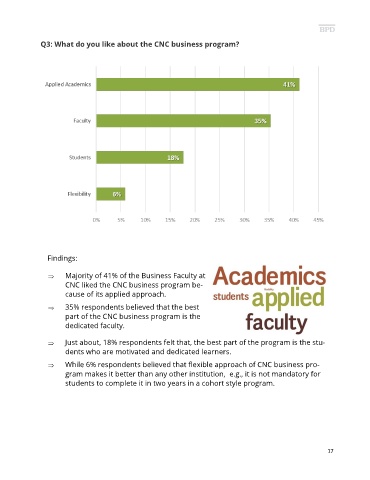 BPD
Q3: What do you like about the CNC business program?
Applied Academics 41%
Faculty 35%
Students 18%
Flexibility 6%
0% 5% 10% 15% 20% 25% 30% 35% 40% 45%
Findings:
⇒ Majority of 41% of the Business Faculty at
CNC liked the CNC business program be-
cause of its applied approach.
⇒ 35% respondents believed that the best
part of the CNC business program is the
dedicated faculty.
Academics
students applied
faculty
⇒ Just about, 18% respondents felt that, the best part of the program is the stu-
dents who are motivated and dedicated learners.
⇒ While 6% respondents believed that flexible approach of CNC business pro-
gram makes it better than any other institution, e.g., it is not mandatory for
students to complete it in two years in a cohort style program.
17